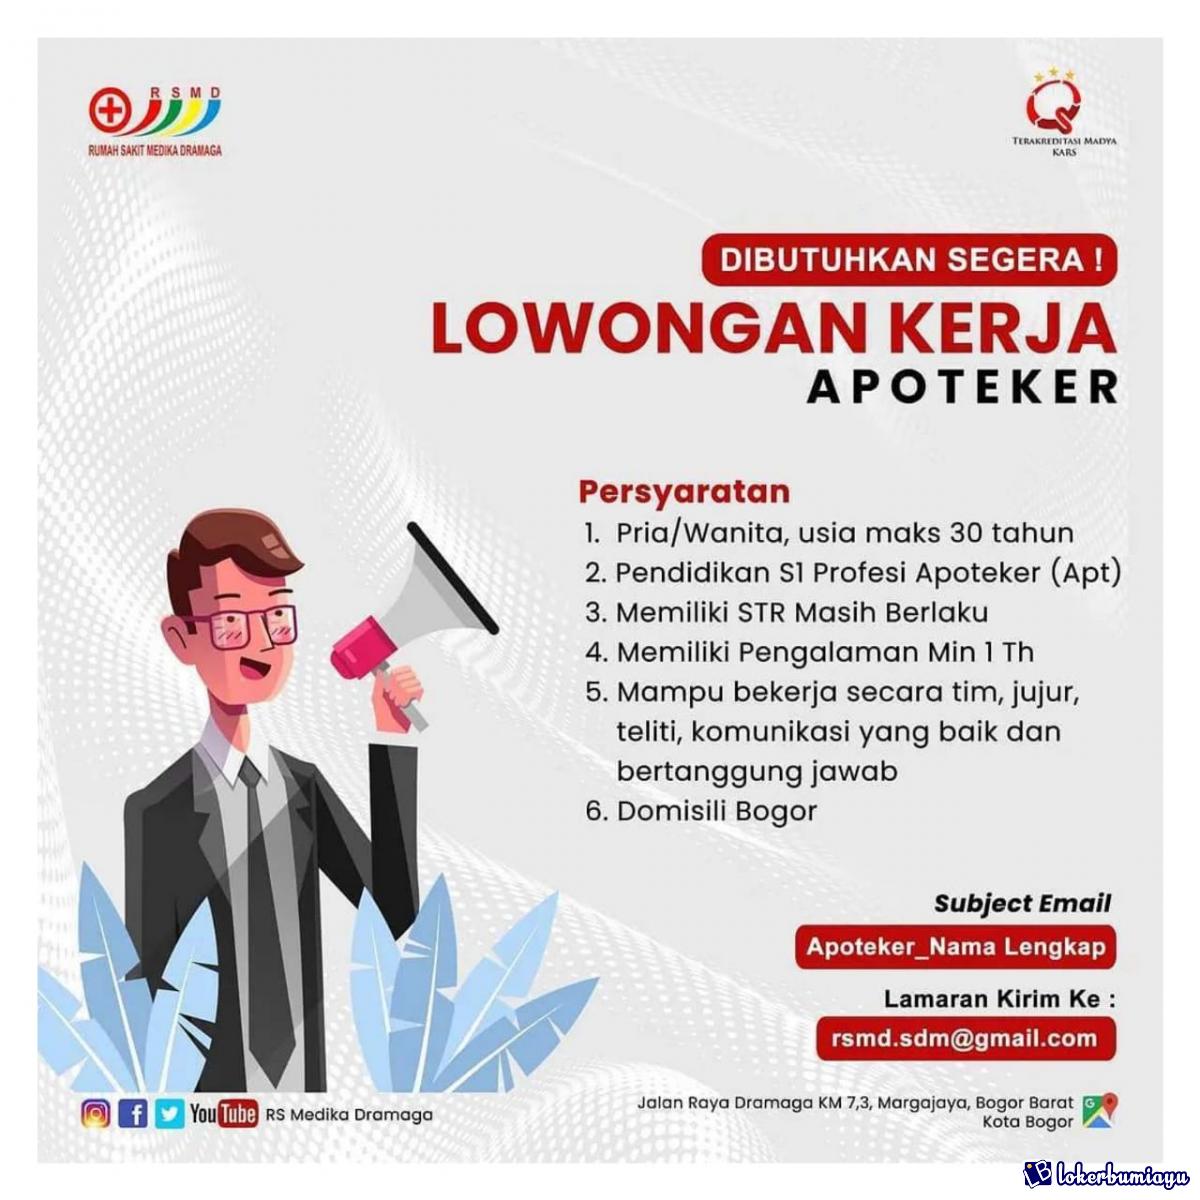 RSMD
RUMAH SAKIT MEDIKA DRAMAGA
TERAKREDITASI MADYA
KARS
DIBUTUHKAN SEGERA !
LOWONGAN KERJA
APOTEKER
Persyaratan
1. Pria/Wanita, usia maks 30 tahun
2. Pendidikan S1 Profesi Apoteker (Apt)
3. Memiliki STR Masih Berlaku
4. Memiliki Pengalaman Min 1 Th
5. Mampu bekerja secara tim, jujur,
teliti, komunikasi yang baik dan
bertanggung jawab
6. Domisili Bogor
Subject Email
Apoteker_Nama Lengkap
Lamaran Kirim Ke :
rsmd.sdm@gmail.com
YouTube RS Medika Dramaga
Jalan Raya Dramaga KM 7,3, Margajaya, Bogor Barat
Kota Bogor
lokerbumiayu